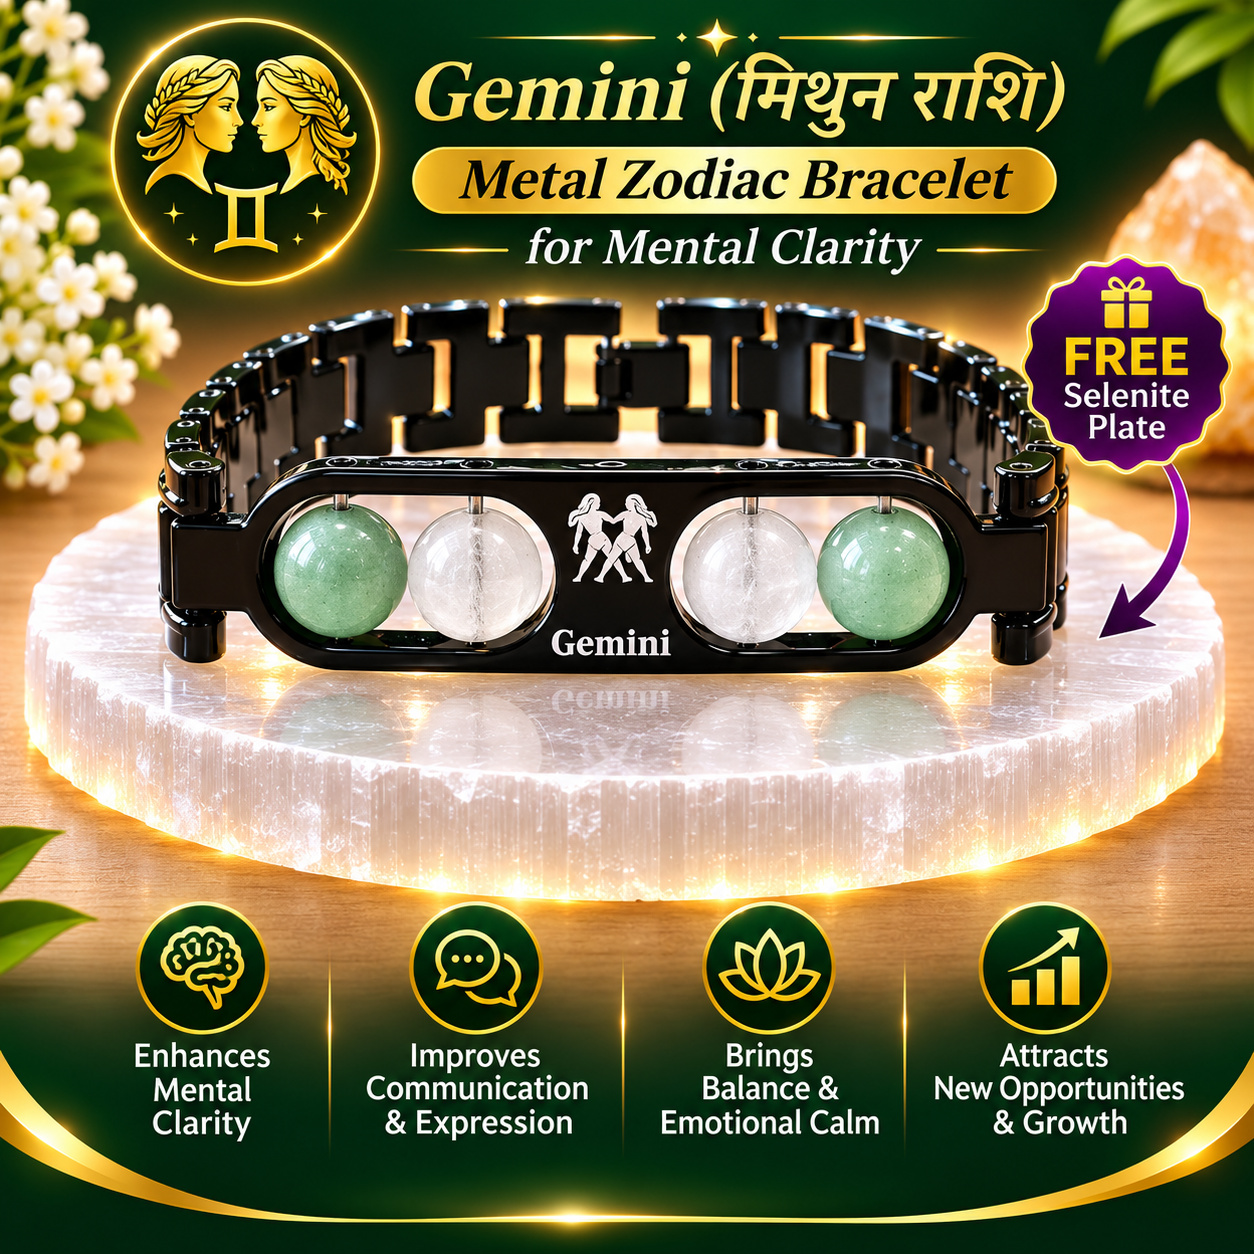 Gemini (मिथुन राशि)
Metal Zodiac Bracelet
for Mental Clarity
FREE
Selenite
Plate
Gemini
Enhances
Mental
Clarity
Improves
Communication
& Expression
Brings
Balance &
Emotional Calm
Attracts
New Opportunities
& Growth